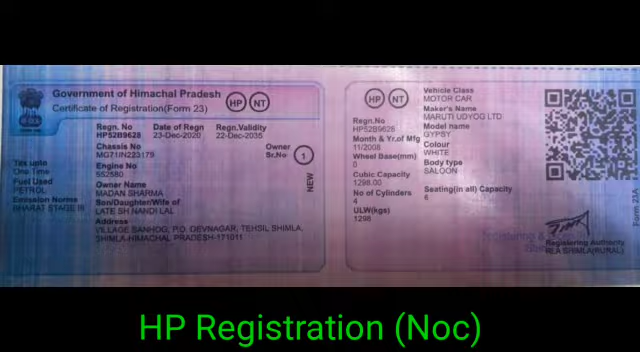 Government of Himachal Pradesh
Certificate of Registration(Form 23)
HP NT
Regn. No Date of Regn Regn.Validity
HP52B9628 23-Dec-2020 22-Dec-2035
Chassis No
MG71IN223179
Engine No
552580
Owner Sr.No 1
NEW
Owner Name
MADAN SHARMA
Son/Daughter/Wife of
LATE SH NANDI LAL
Address
VILLAGE SANHOG, P.O. DEVNAGAR, TEHSIL SHIMLA,
SHIMLA-HIMACHAL PRADESH-171011
Tax upto
One Time
Fuel Used
PETROL
Emission Norms
BHARAT STAGE III
HP NT
Regn.No
HP52B9628
Month & Yr.of Mfg
11/2008
Wheel Base(mm)
0
Cubic Capacity
1298.00
No of Cylinders
4
ULW(kgs)
1298
Vehicle Class
MOTOR CAR
Maker's Name
MARUTI UDYOG LTD
Model name
GYPSY
Colour
WHITE
Body type
SALOON
Seating(in all) Capacity
6
Form 23
Registering Authority
RLA SHIMLA(RURAL)
HP Registration (Noc)